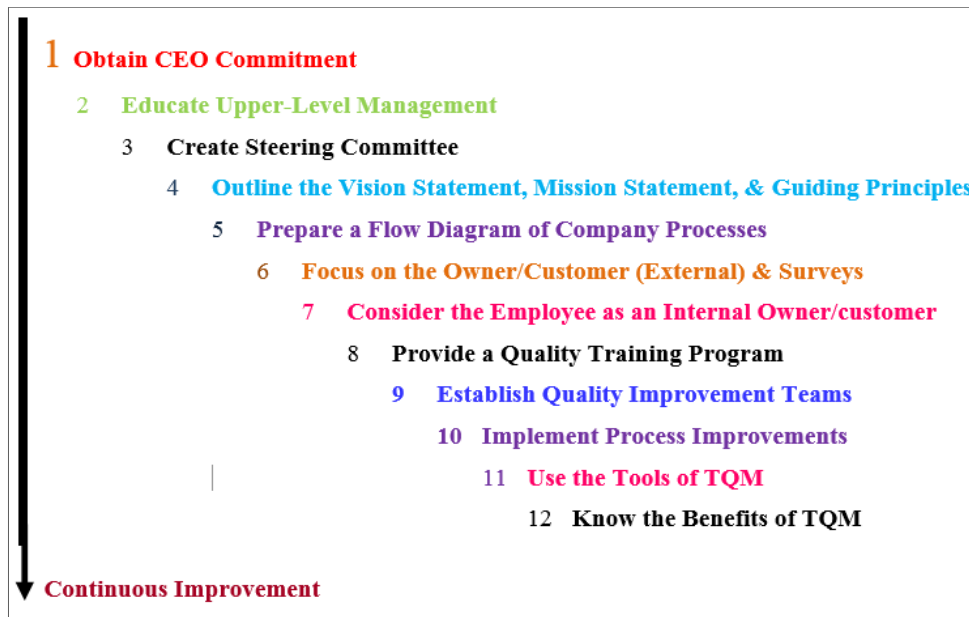 1 Obtain CEO Commitment
2 Educate Upper-Level Management
3 Create Steering Committee
4 Outline the Vision Statement, Mission Statement, & Guiding Principles
5 Prepare a Flow Diagram of Company Processes
6 Focus on the Owner/Customer (External) & Surveys
7 Consider the Employee as an Internal Owner/customer
8 Provide a Quality Training Program
9 Establish Quality Improvement Teams
10 Implement Process Improvements
11 Use the Tools of TQM
12 Know the Benefits of TQM
Continuous Improvement